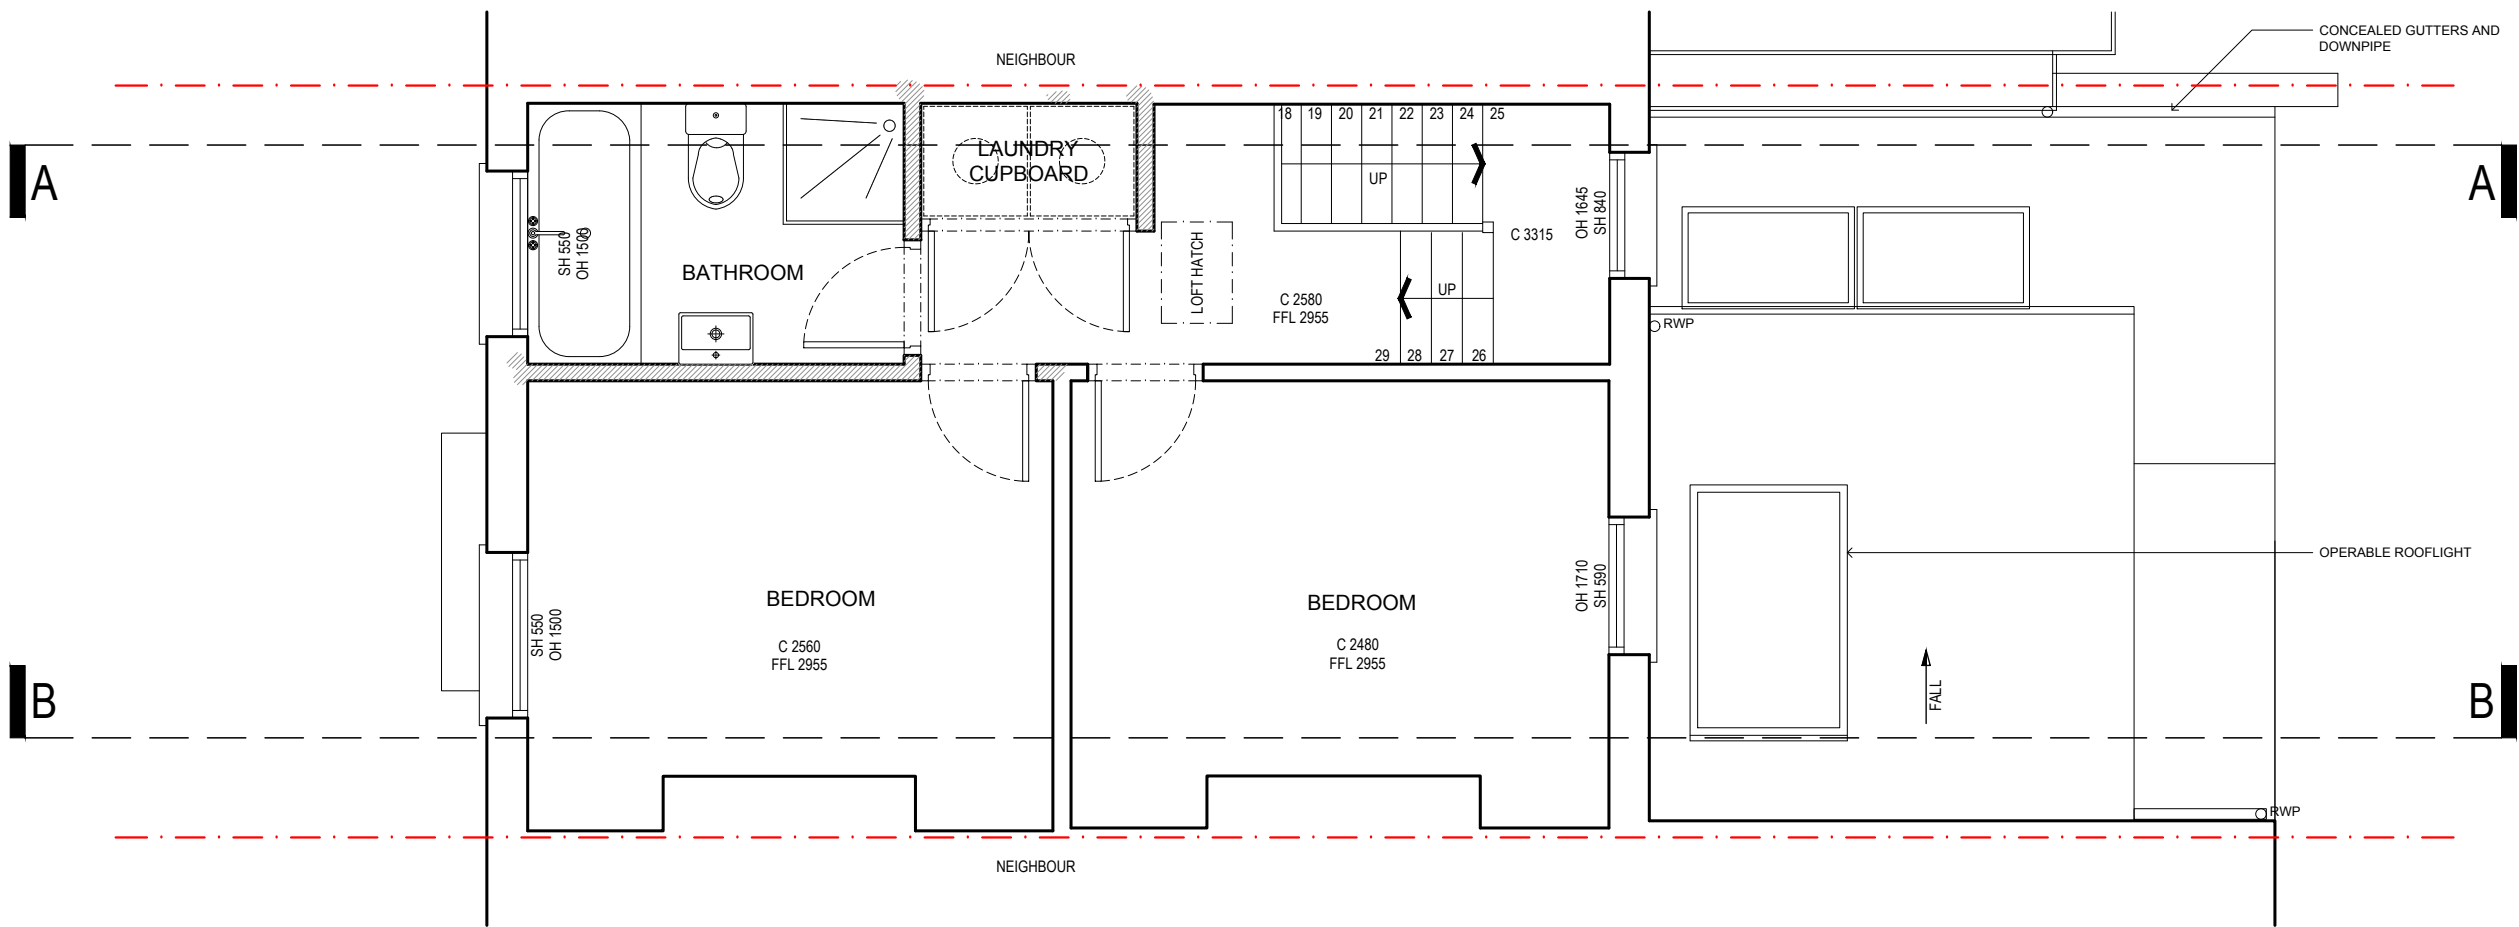 CONCEALED GUTTERS AND
DOWNPIPE
NEIGHBOUR
18 19 20 21 22 23 24 25
A
LAUNDRY
CUPBOARD
UP
A
OH 1645
SH 840
C 3315
SH 550
OH 1500
BATHROOM
LOFT HATCH
C 2580
FFL 2955
UP
RWP
29 28 27 26
OPERABLE ROOFLIGHT
OH 1710
SH 590
BEDROOM
C 2560
FFL 2955
BEDROOM
C 2480
FFL 2955
SH 550
OH 1500
B
FALL
B
RWP
NEIGHBOUR